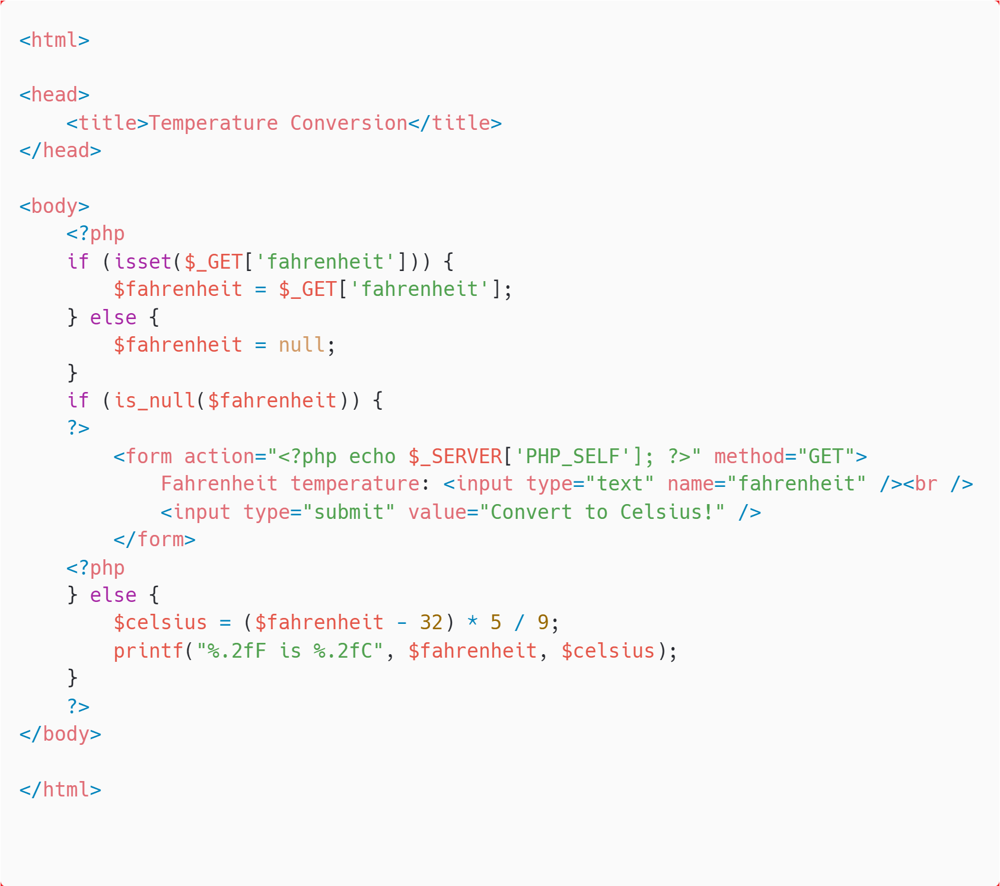 <html>
<head>
<title>Temperature Conversion</title>
</head>
<body>
<?php
if (isset($_GET['fahrenheit'])) {
$fahrenheit = $_GET['fahrenheit'];
} else {
$fahrenheit = null;
}
if (is_null($fahrenheit)) {
?>
<form action="<?php echo $_SERVER['PHP_SELF']; ?>" method="GET">
Fahrenheit temperature: <input type="text" name="fahrenheit" /><br />
<input type="submit" value="Convert to Celsius!" />
</form>
<?php
} else {
$celsius = ($fahrenheit - 32) * 5 / 9;
printf("%.2fF is %.2fC", $fahrenheit, $celsius);
}
?>
</body>
</html>